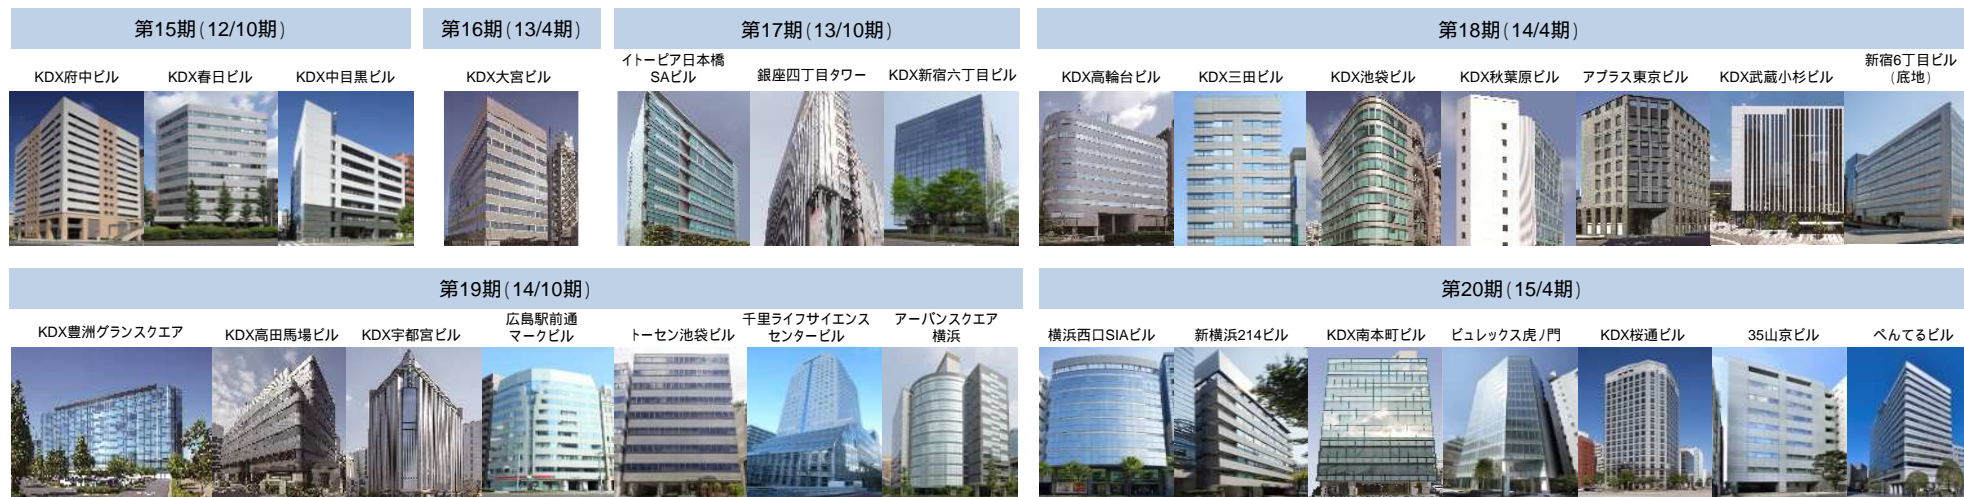 第15期(12/10期)
第16期(13/4期)
第17期(13/10期)
第18期(14/4期)
KDX府中ビル
KDX春日ビル
KDX中目黒ビル
KDX大宮ビル
イトーピア日本橋
SAビル
銀座四丁目タワー
KDX新宿六丁目ビル
KDX高輪台ビル
KDX三田ビル
KDX池袋ビル
KDX秋葉原ビル
アプラス東京ビル
KDX武蔵小杉ビル
新宿6丁目ビル
(底地)
第19期(14/10期)
第20期(15/4期)
KDX豊洲グランスクエア
KDX高田馬場ビル
KDX宇都宮ビル
広島駅前通
マークビル
トーセン池袋ビル
千里ライフサイエンス
センタービル
アーバンスクエア
横浜
横浜西口SIAビル
新横浜214ビル
KDX南本町ビル
ピュレックス虎ノ門
KDX桜通ビル
35山京ビル
ぺんてるビル